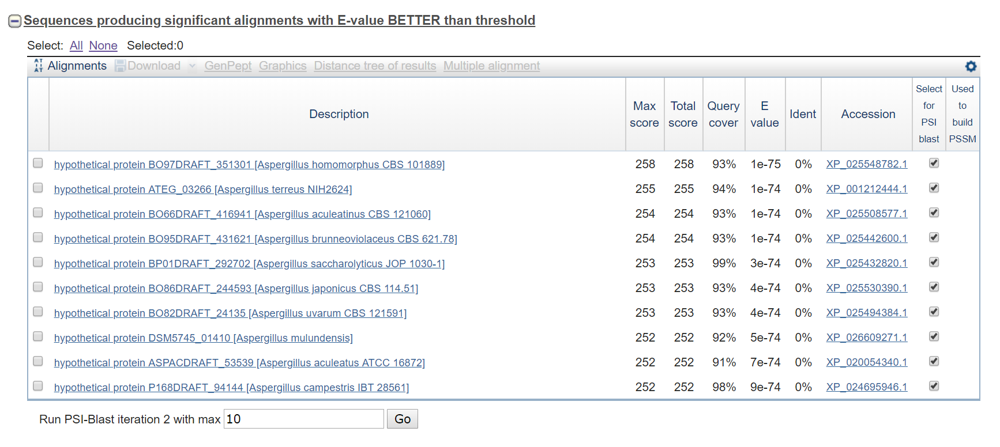 Sequences producing significant alignments with E-value BETTER than threshold
Select: All None Selected:0
AT AT Alignments Download GenPept Graphics Distance tree of results Multiple alignment
Description Max score Total score Query cover E value Ident Accession Select for PSI blast Used to build PSSM
hypothetical protein BO97DRAFT_351301 [Aspergillus homomorphus CBS 101889] 258 258 93% 1e-75 0% XP_025548782.1
hypothetical protein ATEG_03266 [Aspergillus terreus NIH2624] 255 255 94% 1e-74 0% XP_001212444.1
hypothetical protein BO66DRAFT_416941 [Aspergillus aculeatinus CBS 121060] 254 254 93% 1e-74 0% XP_025508577.1
hypothetical protein BO95DRAFT_431621 [Aspergillus brunneoviolaceus CBS 621.78] 254 254 93% 1e-74 0% XP_025442600.1
hypothetical protein BP01DRAFT_292702 [Aspergillus saccharolyticus JOP 1030-1] 253 253 99% 3e-74 0% XP_025432820.1
hypothetical protein BO86DRAFT_244593 [Aspergillus japonicus CBS 114.51] 253 253 93% 4e-74 0% XP_025530390.1
hypothetical protein BO82DRAFT_24135 [Aspergillus uvarum CBS 121591] 253 253 93% 4e-74 0% XP_025494384.1
hypothetical protein DSM5745_01410 [Aspergillus mulundensis] 252 252 92% 5e-74 0% XP_026609271.1
hypothetical protein ASPACDRAFT_53539 [Aspergillus aculeatus ATCC 16872] 252 252 91% 7e-74 0% XP_020054340.1
hypothetical protein P168DRAFT_94144 [Aspergillus campestris IBT 28561] 252 252 98% 9e-74 0% XP_024695946.1
Run PSI-Blast iteration 2 with max 10 Go